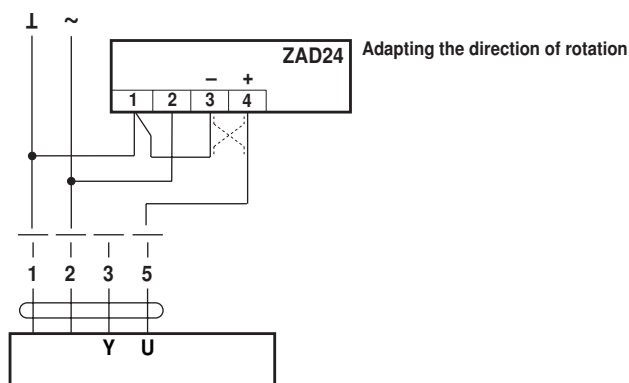 ⊥ ~
ZAD24 Adapting the direction of rotation
– +
1 2 3 4
1 2 3 5
Y U